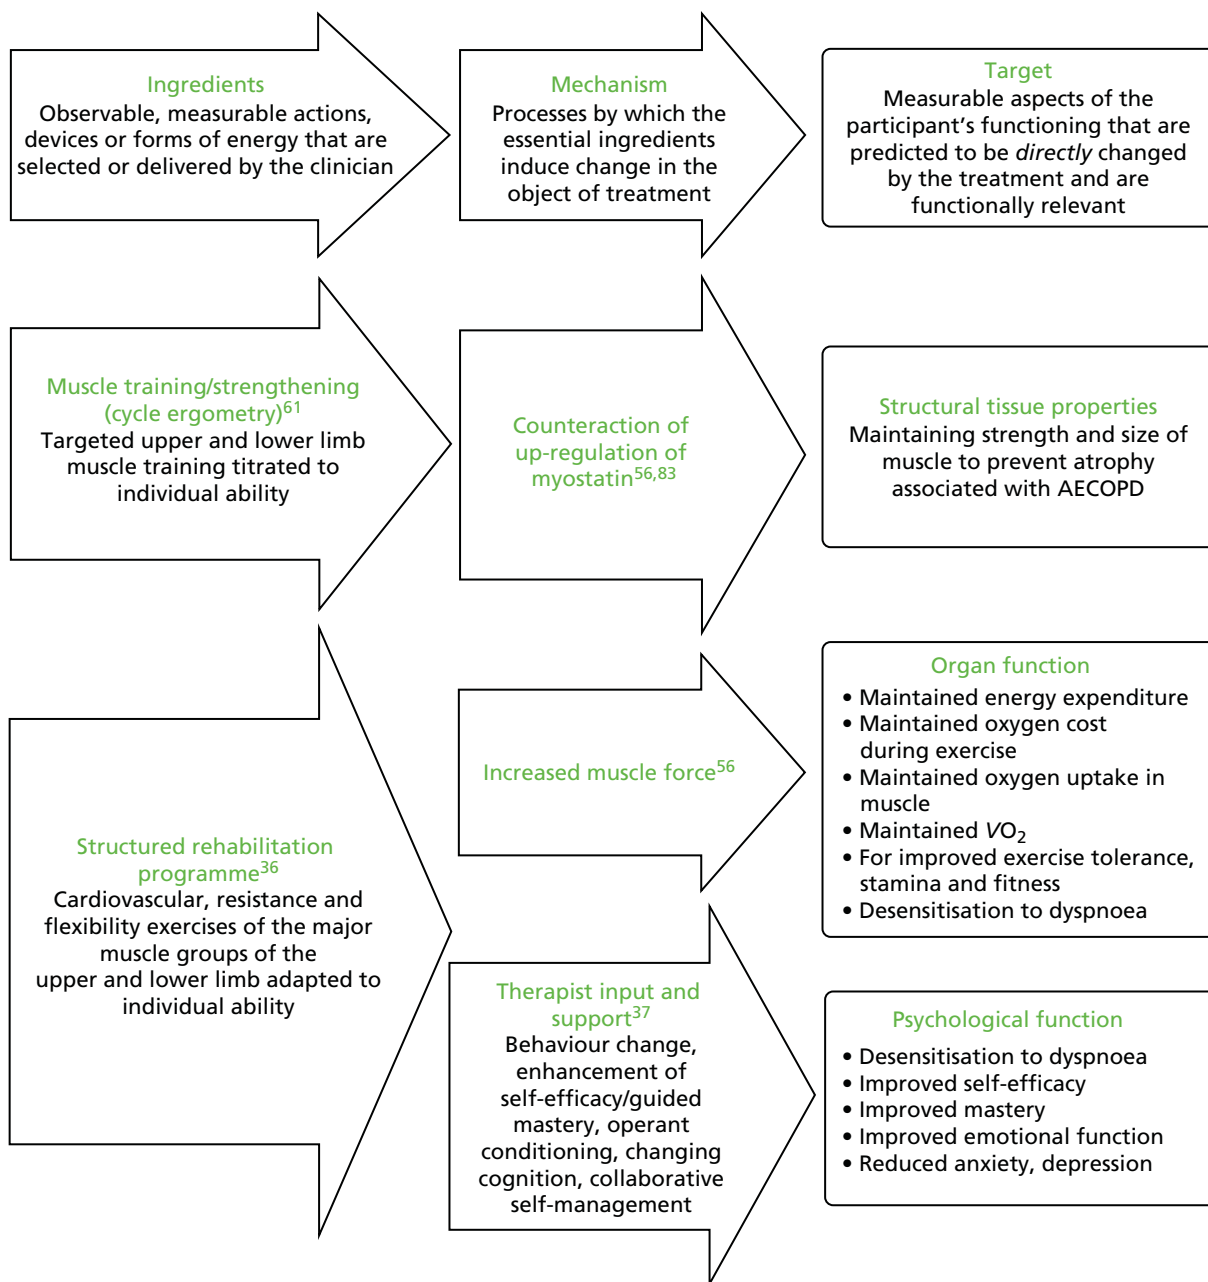 Ingredients
Observable, measurable actions,
devices or forms of energy that are
selected or delivered by the clinician
Mechanism
Processes by which the
essential ingredients
induce change in the
object of treatment
Target
Measurable aspects of the
participant’s functioning that are
predicted to be directly changed
by the treatment and are
functionally relevant
Muscle training/strengthening
(cycle ergometry)61
Targeted upper and lower limb
muscle training titrated to
individual ability
Counteraction of
up-regulation of
myostatin56,83
Structural tissue properties
Maintaining strength and size of
muscle to prevent atrophy
associated with AECOPD
Structured rehabilitation
programme36
Cardiovascular, resistance and
flexibility exercises of the major
muscle groups of the
upper and lower limb adapted to
individual ability
Increased muscle force56
Organ function
• Maintained energy expenditure
• Maintained oxygen cost
during exercise
• Maintained oxygen uptake in
muscle
• Maintained VO2
• For improved exercise tolerance,
stamina and fitness
• Desensitisation to dyspnoea
Therapist input and
support37
Behaviour change,
enhancement of
self-efficacy/guided
mastery, operant
conditioning, changing
cognition, collaborative
self-management
Psychological function
• Desensitisation to dyspnoea
• Improved self-efficacy
• Improved mastery
• Improved emotional function
• Reduced anxiety, depression